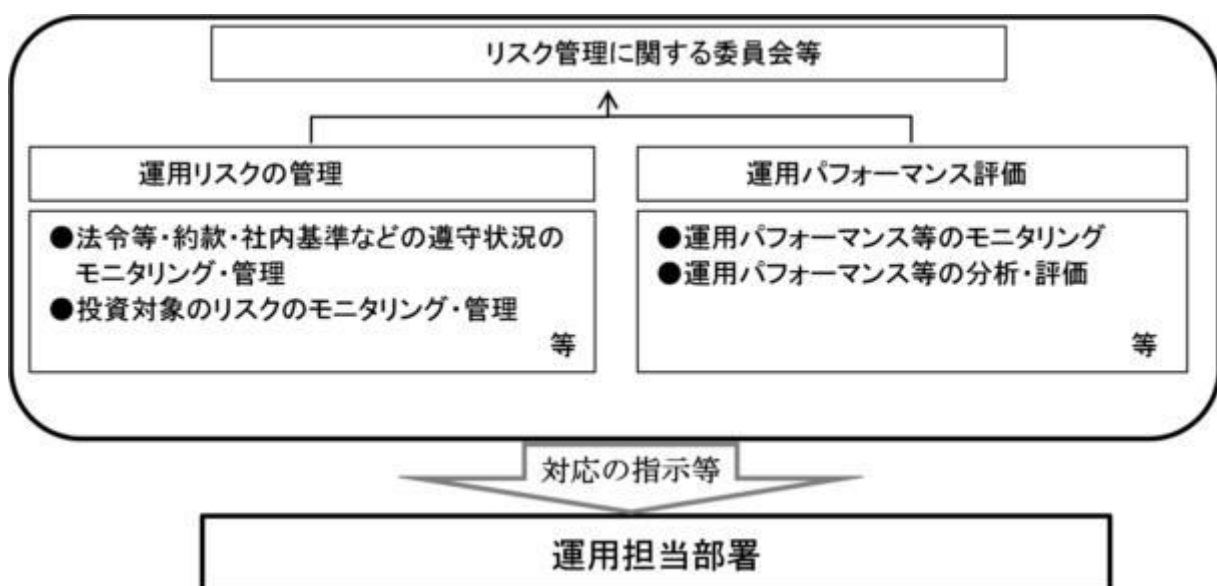 リスク管理に関する委員会等
運用リスクの管理
運用パフォーマンス評価
●法令等・約款・社内基準などの遵守状況の
モニタリング・管理
●投資対象のリスクのモニタリング・管理
等
●運用パフォーマンス等のモニタリング
●運用パフォーマンス等の分析・評価
等
対応の指示等
運用担当部署